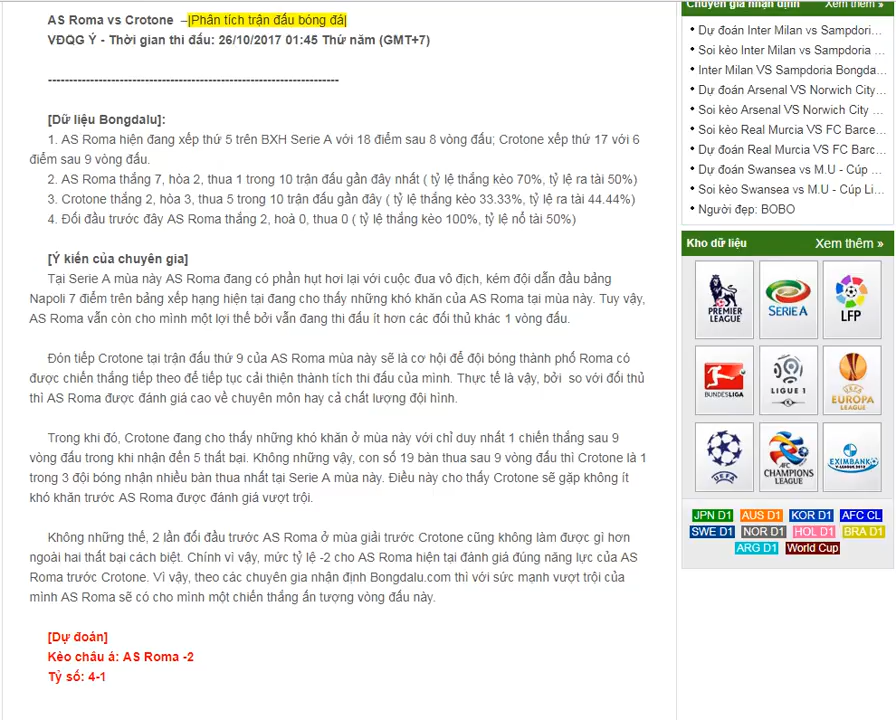 AS Roma vs Crotone –|Phân tích trận đấu bóng đá|
VĐQG Ý - Thời gian thi đấu: 26/10/2017 01:45 Thứ năm (GMT+7)
---------------------------------------------------------------------
[Dữ liệu Bongdalu]:
1. AS Roma hiện đang xếp thứ 5 trên BXH Serie A với 18 điểm sau 8 vòng đấu; Crotone xếp thứ 17 với 6
điểm sau 9 vòng đấu.
2. AS Roma thắng 7, hòa 2, thua 1 trong 10 trận đấu gần đây nhất ( tỷ lệ thắng kèo 70%, tỷ lệ ra tài 50%)
3. Crotone thắng 2, hòa 3, thua 5 trong 10 trận đấu gần đây ( tỷ lệ thắng kèo 33.33%, tỷ lệ ra tài 44.44%)
4. Đối đầu trước đây AS Roma thắng 2, hoà 0, thua 0 ( tỷ lệ thắng kèo 100%, tỷ lệ nổ tài 50%)
[Ý kiến của chuyên gia]
Tại Serie A mùa này AS Roma đang có phần hụt hơi lại với cuộc đua vô địch, kém đội dẫn đầu bảng
Napoli 7 điểm trên bảng xếp hạng hiện tại đang cho thấy những khó khăn của AS Roma tại mùa này. Tuy vậy,
AS Roma vẫn còn cho mình một lợi thế bởi vẫn đang thi đấu ít hơn các đối thủ khác 1 vòng đấu.
Đón tiếp Crotone tại trận đấu thứ 9 của AS Roma mùa này sẽ là cơ hội để đội bóng thành phố Roma có
được chiến thắng tiếp theo để tiếp tục cải thiện thành tích thi đấu của mình. Thực tế là vậy, bởi so với đối thủ
thì AS Roma được đánh giá cao về chuyên môn hay cả chất lượng đội hình.
Trong khi đó, Crotone đang cho thấy những khó khăn ở mùa này với chỉ duy nhất 1 chiến thắng sau 9
vòng đấu trong khi nhận đến 5 thất bại. Không những vậy, con số 19 bàn thua sau 9 vòng đấu thì Crotone là 1
trong 3 đội bóng nhận nhiều bàn thua nhất tại Serie A mùa này. Điều này cho thấy Crotone sẽ gặp không ít
khó khăn trước AS Roma được đánh giá vượt trội.
Không những thế, 2 lần đối đầu trước AS Roma ở mùa giải trước Crotone cũng không làm được gì hơn
ngoài hai thất bại cách biệt. Chính vì vậy, mức tỷ lệ -2 cho AS Roma hiện tại đánh giá đúng năng lực của AS
Roma trước Crotone. Vì vậy, theo các chuyên gia nhận định Bongdalu.com thì với sức mạnh vượt trội của
mình AS Roma sẽ có cho mình một chiến thắng ấn tượng vòng đấu này.
[Dự đoán]
Kèo châu á: AS Roma -2
Tỷ số: 4-1
Chuyên gia nhận định Xem thêm »
Dự đoán Inter Milan vs Sampdori...
Soi kèo Inter Milan vs Sampdoria ...
Inter Milan VS Sampdoria Bongda...
Dự đoán Arsenal VS Norwich City...
Soi kèo Arsenal VS Norwich City ...
Soi kèo Real Murcia VS FC Barce...
Dự đoán Real Murcia VS FC Barc...
Dự đoán Swansea vs M.U - Cúp ...
Soi kèo Swansea vs M.U - Cúp Li...
Người đẹp: BOBO
Kho dữ liệu Xem thêm »
PREMIER LEAGUE SERIE A LFP
BUNDESLIGA LIGUE 1 EUROPA LEAGUE
UEFA AFC CHAMPIONS LEAGUE EXIMBANK
JPN D1 AUS D1 KOR D1 AFC CL
SWE D1 NOR D1 HOL D1 BRA D1
ARG D1 World Cup